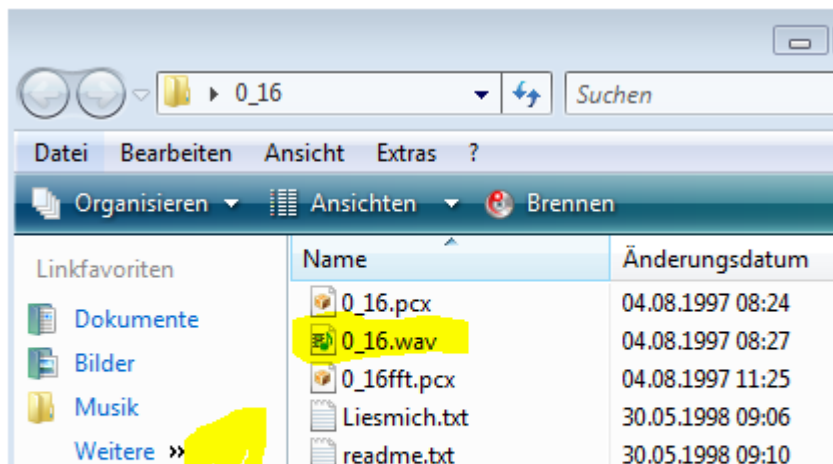 0_16
Suchen
Datei Bearbeiten Ansicht Extras ?
Organisieren Ansichten Brennen
Linkfavoriten
Dokumente
Bilder
Musik
Weitere »
Name Änderungsdatum
0_16.pcx 04.08.1997 08:24
0_16.wav 04.08.1997 08:27
0_16fft.pcx 04.08.1997 11:25
Liesmich.txt 30.05.1998 09:06
readme.txt 30.05.1998 09:10